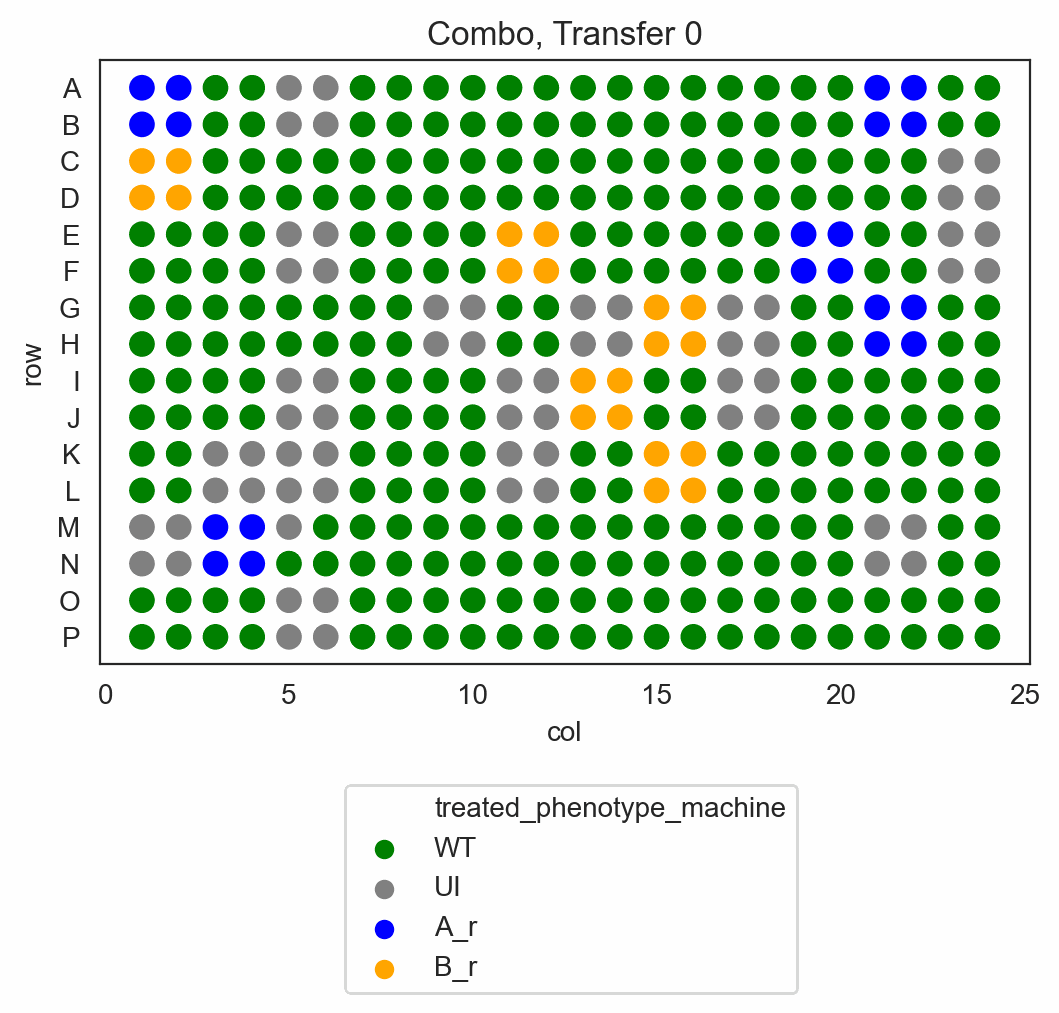 Combo, Transfer 0
row
A
B
C
D
E
F
G
H
I
J
K
L
M
N
O
P
0 5 10 15 20 25
col
treated_phenotype_machine
WT
UI
A_r
B_r